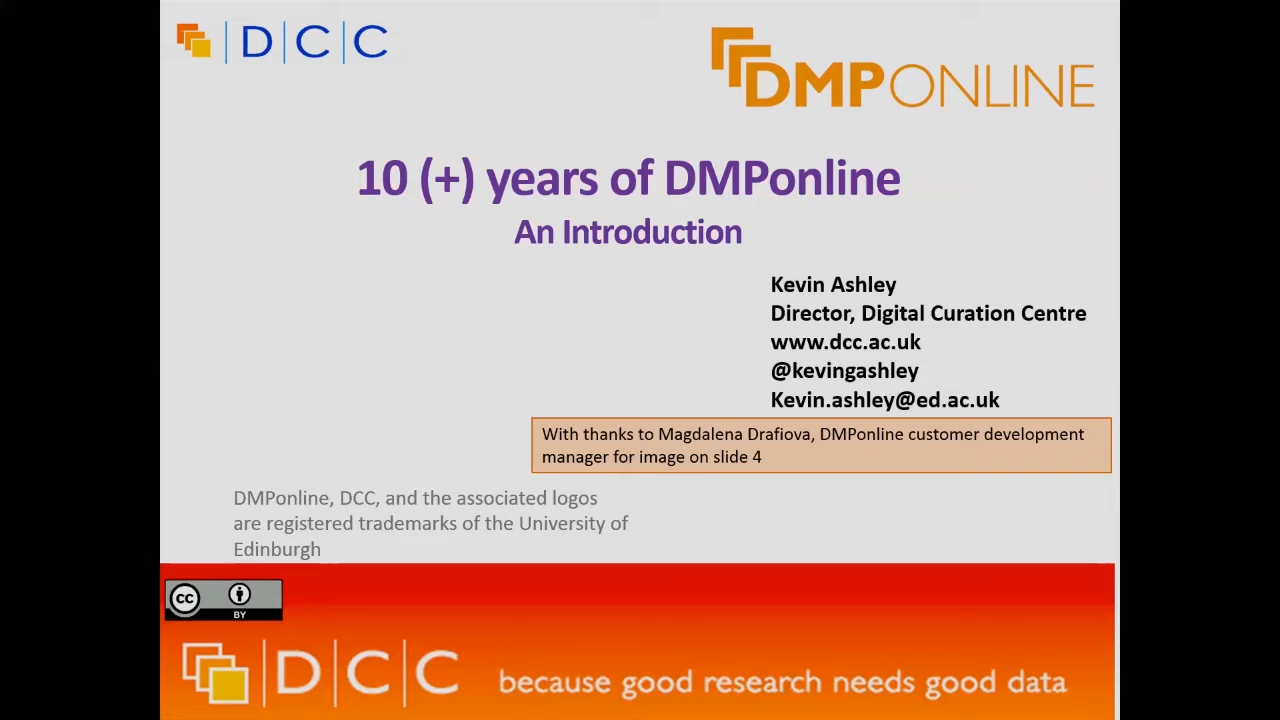 D C C
DMPONLINE
10 (+) years of DMPonline
An Introduction
Kevin Ashley
Director, Digital Curation Centre
www.dcc.ac.uk
@kevingashley
Kevin.ashley@ed.ac.uk
With thanks to Magdalena Drafiova, DMPonline customer development
manager for image on slide 4
DMPonline, DCC, and the associated logos
are registered trademarks of the University of
Edinburgh
cc
BY
D C C
because good research needs good data